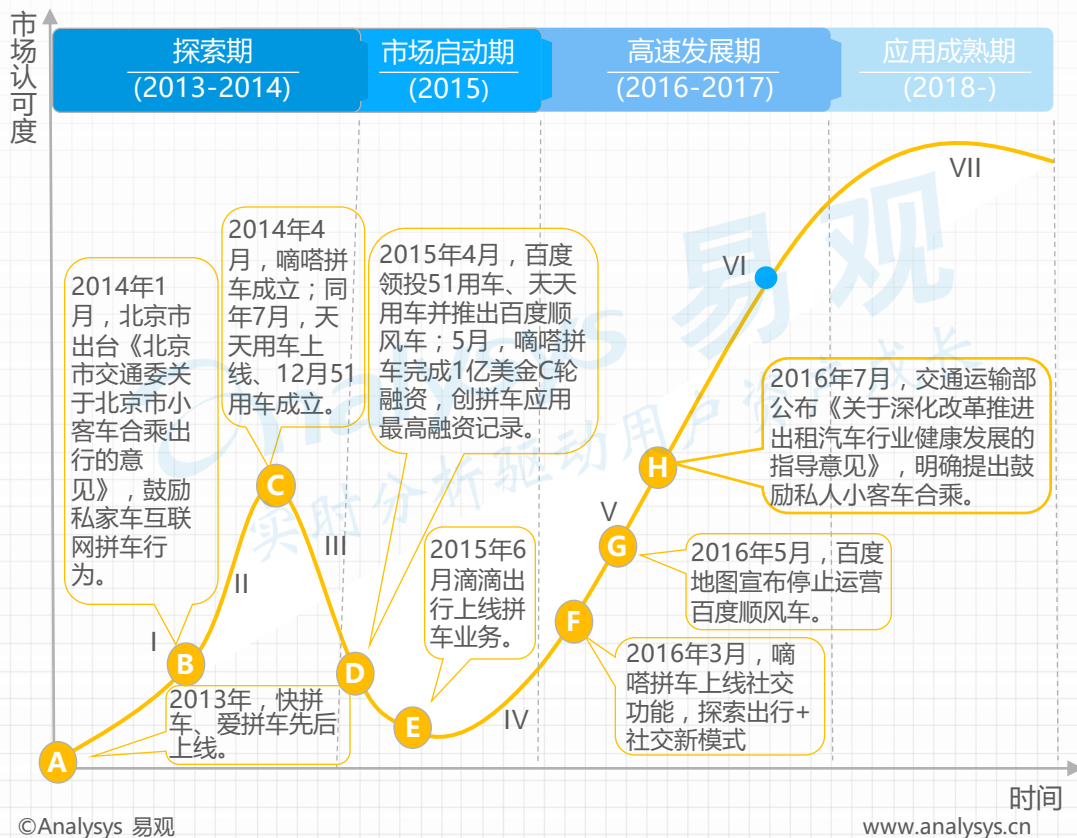 市场认可度
探索期
(2013-2014)
市场启动期
(2015)
高速发展期
(2016-2017)
应用成熟期
(2018-)
2014年1
月，北京市
出台《北京
市交通委关
于北京市小
客车合乘出
行的意
见》，鼓励
私家车互联
网拼车行
为。
2014年4
月，嘀嗒拼
车成立；同
年7月，天
天用车上
线、12月51
用车成立。
2015年4月，百度
领投51用车、天天
用车并推出百度顺
风车；5月，嘀嗒拼
车完成1亿美金C轮
融资，创拼车应用
最高融资记录。
2015年6
月滴滴出
行上线拼
车业务。
2016年7月，交通运输部
公布《关于深化改革推进
出租汽车行业健康发展的
指导意见》，明确提出鼓
励私人小客车合乘。
2016年5月，百度
地图宣布停止运营
百度顺风车。
2016年3月，嘀
嗒拼车上线社交
功能，探索出行+
社交新模式
2013年，快拼
车、爱拼车先后
上线。
A
B
C
D
E
F
G
H
I
II
III
IV
V
VI
VII
Analysys 易观
实时分析驱动用户资产成长
时间
©Analysys 易观
www.analysys.cn